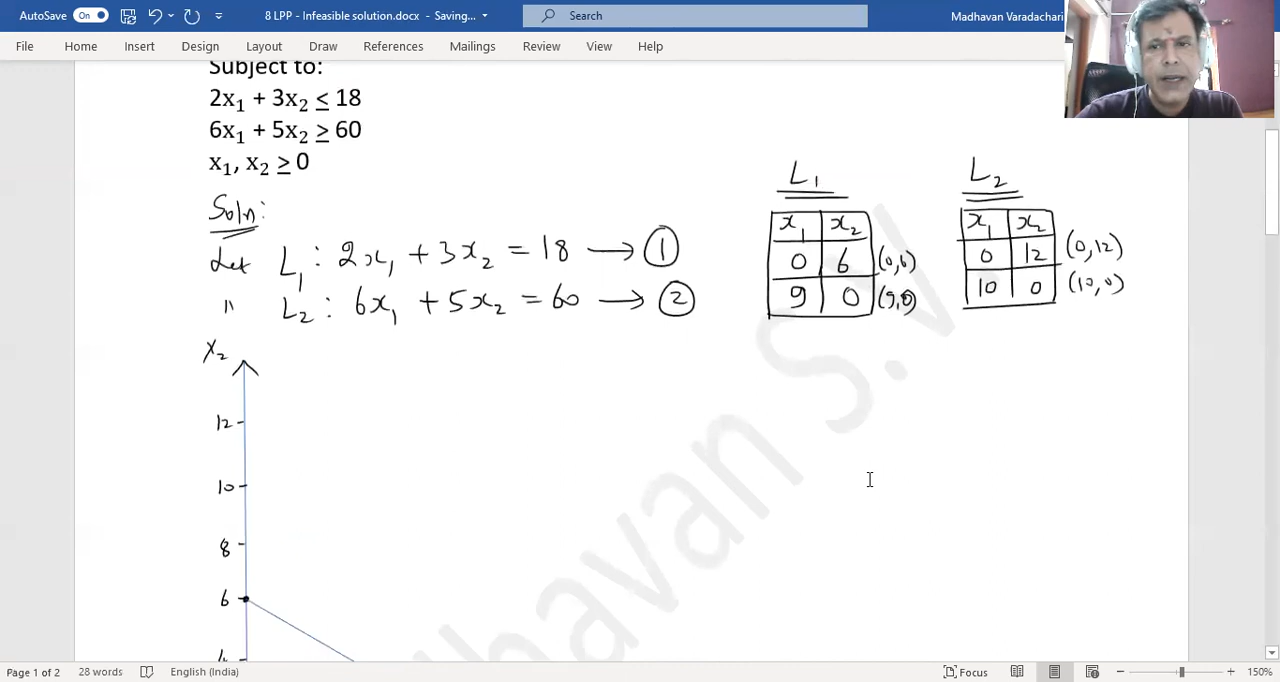 AutoSave On 8 LPP - Infeasible solution.docx - Saving... Search Madhavan Varadachari
File Home Insert Design Layout Draw References Mailings Review View Help
Subject to:
2x₁ + 3x₂ ≤ 18
6x₁ + 5x₂ ≥ 60
x₁, x₂ ≥ 0
Soln:
Let L₁ : 2x₁ + 3x₂ = 18 → ①
" L₂ : 6x₁ + 5x₂ = 60 → ②
L₁
x₁ x₂
0 6 (0,6)
9 0 (9,0)
L₂
x₁ x₂
0 12 (0,12)
10 0 (10,0)
X₂
12
10
8
6
4
Madhavan S.V
Page 1 of 2 28 words English (India) Focus 150%